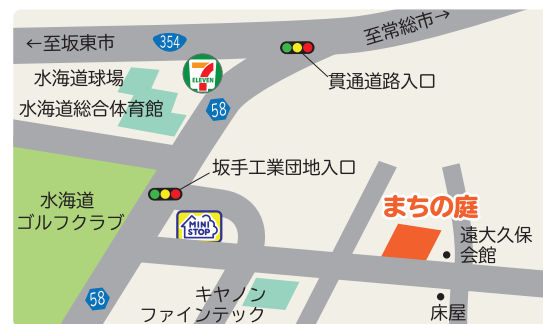 ←至坂東市
354
至常総市→
7
ELEVEN
貫通道路入口
水海道球場
水海道総合体育館
58
坂手工業団地入口
水海道
ゴルフクラブ
MINI
STOP
まちの庭
遠大久保
会館
58
キヤノン
ファインテック
床屋